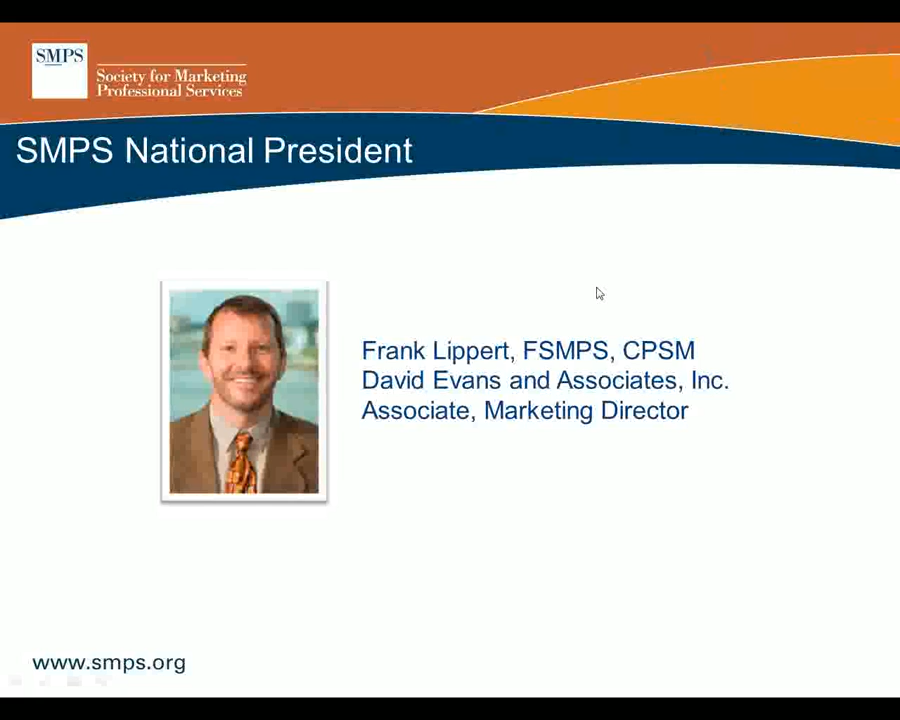 SMPS
Society for Marketing
Professional Services
SMPS National President
Frank Lippert, FSMPS, CPSM
David Evans and Associates, Inc.
Associate, Marketing Director
www.smps.org